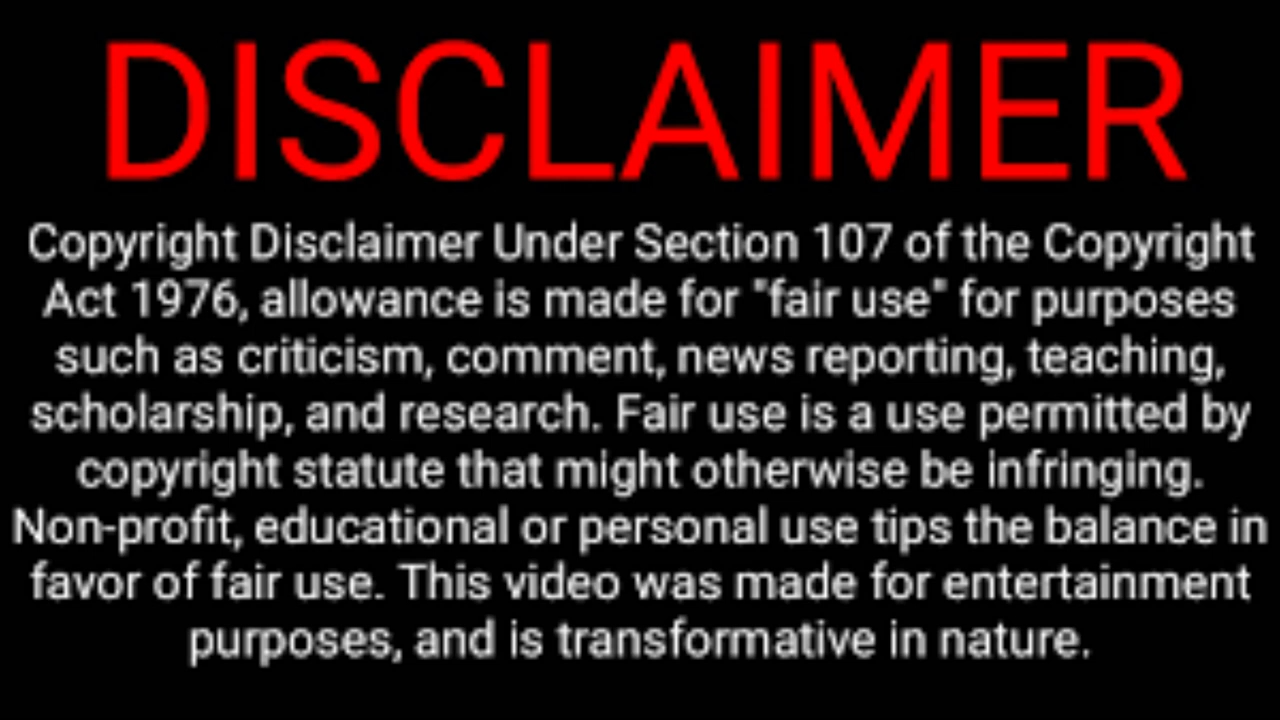 DISCLAIMER
Copyright Disclaimer Under Section 107 of the Copyright
Act 1976, allowance is made for "fair use" for purposes
such as criticism, comment, news reporting, teaching,
scholarship, and research. Fair use is a use permitted by
copyright statute that might otherwise be infringing.
Non-profit, educational or personal use tips the balance in
favor of fair use. This video was made for entertainment
purposes, and is transformative in nature.